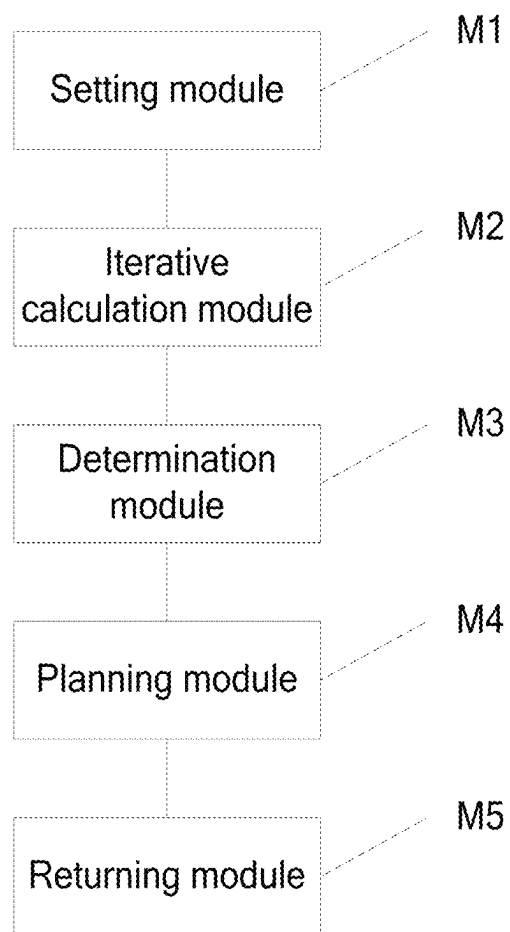 M1
Setting module
M2
Iterative
calculation module
M3
Determination
module
M4
Planning module
M5
Returning module